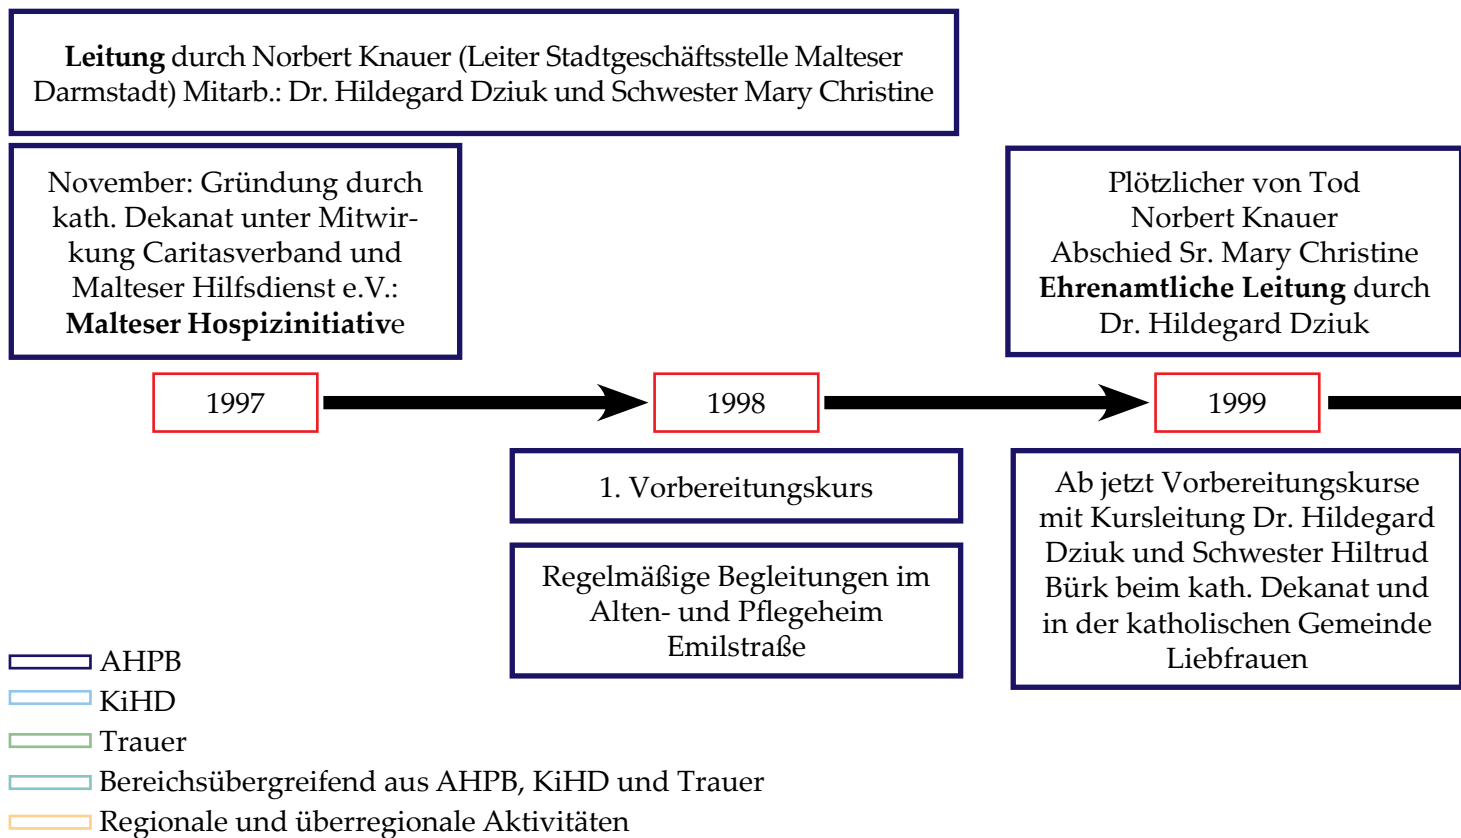 Leitung durch Norbert Knauer (Leiter Stadtgeschäftsstelle Malteser
Darmstadt) Mitarb.: Dr. Hildegard Dziuk und Schwester Mary Christine
November: Gründung durch
kath. Dekanat unter Mitwir-
kung Caritasverband und
Malteser Hilfsdienst e.V.:
Malteser Hospizinitiative
Plötzlicher von Tod
Norbert Knauer
Abschied Sr. Mary Christine
Ehrenamtliche Leitung durch
Dr. Hildegard Dziuk
1997
1998
1999
1. Vorbereitungskurs
Regelmäßige Begleitungen im
Alten- und Pflegeheim
Emilstraße
Ab jetzt Vorbereitungskurse
mit Kursleitung Dr. Hildegard
Dziuk und Schwester Hiltrud
Bürk beim kath. Dekanat und
in der katholischen Gemeinde
Liebfrauen
AHPB
KiHD
Trauer
Bereichsübergreifend aus AHPB, KiHD und Trauer
Regionale und überregionale Aktivitäten